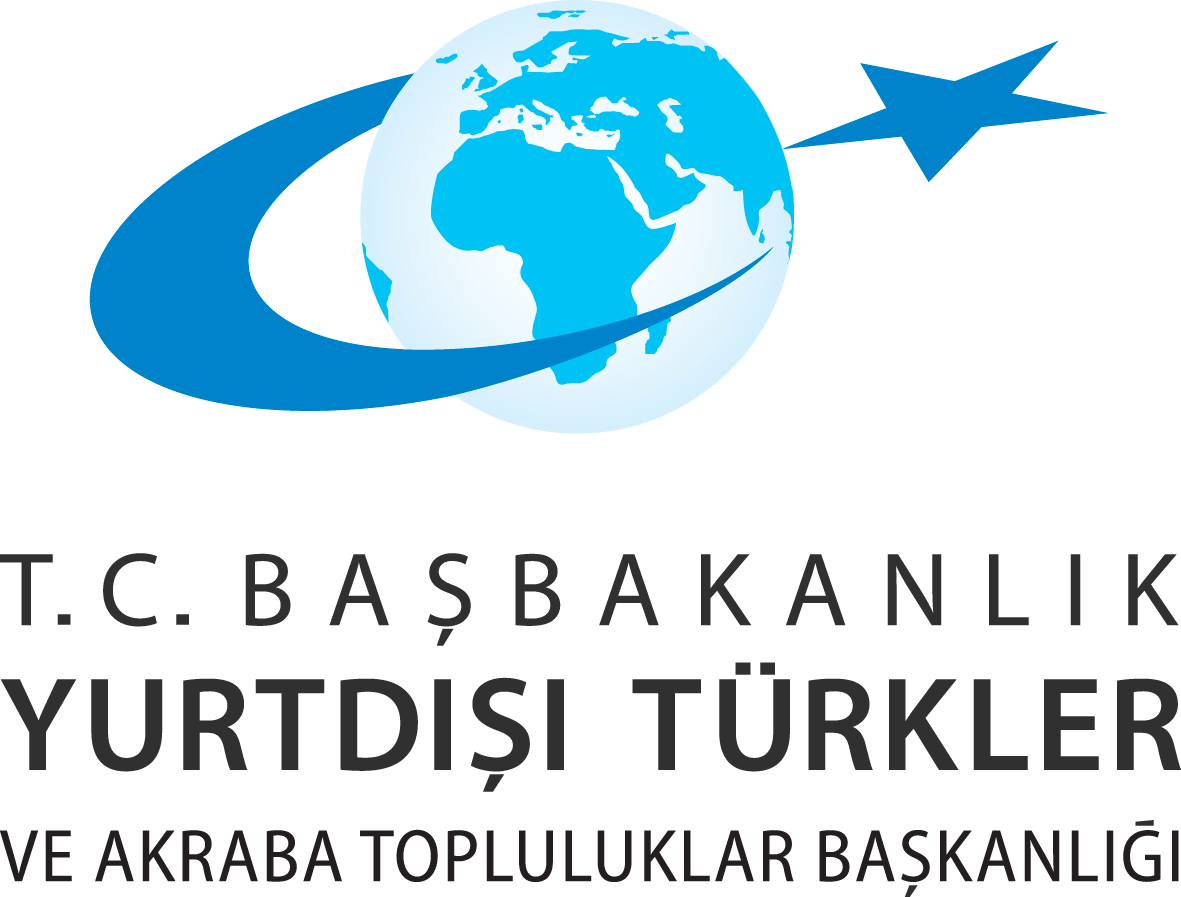 T.C. BAŞBAKANLIK
YURTDIŞI TÜRKLER
VE AKRABA TOPLULUKLAR BAŞKANLIĞI